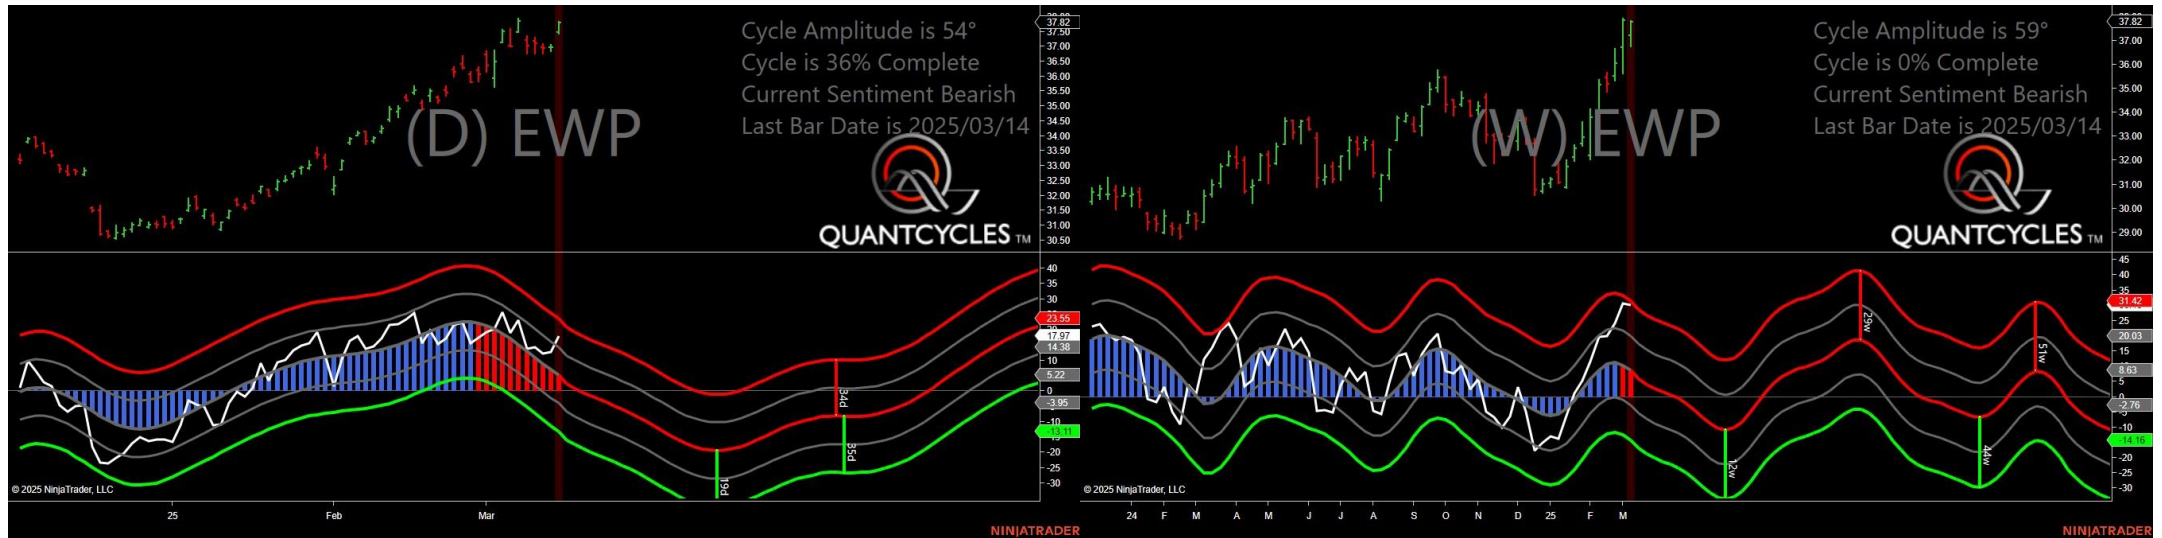 Cycle Amplitude is 54°
Cycle is 36% Complete
Current Sentiment Bearish
Last Bar Date is 2025/03/14
(D) EWP
QUANTCYCLES TM
37.82
37.50
37.00
36.50
36.00
35.50
35.00
34.50
34.00
33.50
33.00
32.50
32.00
31.50
31.00
30.50
40
35
30
23.55
17.97
14.38
10
5.22
0
-3.95
-10
-13.11
-20
-25
-30
34d
35d
19d
© 2025 NinjaTrader, LLC
25 Feb Mar
NINJATRADER
Cycle Amplitude is 59°
Cycle is 0% Complete
Current Sentiment Bearish
Last Bar Date is 2025/03/14
(W) EWP
QUANTCYCLES TM
37.82
37.00
36.00
35.00
34.00
33.00
32.00
31.00
30.00
29.00
45
40
35
31.42
25
20.03
15
8.63
5
-2.76
-10
-14.16
-20
-25
-30
29w
51w
12w
44w
© 2025 NinjaTrader, LLC
24 F M A M J J A S O N D 25 F M
NINJATRADER